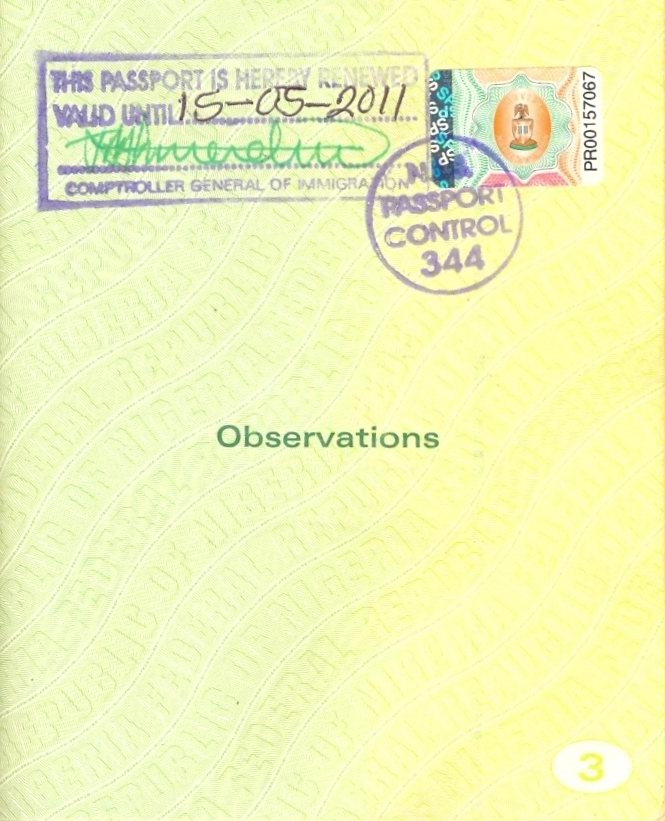 THIS PASSPORT IS HEREBY RENEWED
VALID UNTIL 15-05-2011
COMPTROLLER GENERAL OF IMMIGRATION
PR00157067
PASSPORT
CONTROL
344
Observations
3